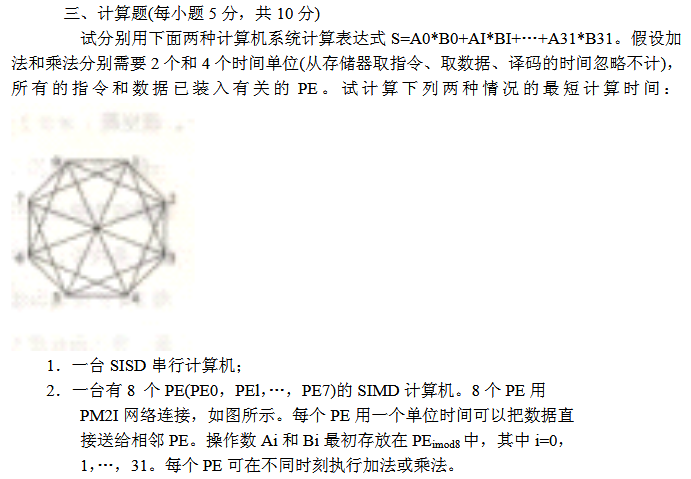 三、计算题(每小题 5 分，共 10 分)
试分别用下面两种计算机系统计算表达式 S=A0*B0+AI*BI+…+A31*B31。假设加
法和乘法分别需要 2 个和 4 个时间单位(从存储器取指令、取数据、译码的时间忽略不计)，
所有的指令和数据已装入有关的 PE。试计算下列两种情况的最短计算时间：
1．一台 SISD 串行计算机；
2．一台有 8 个 PE(PE0，PEl，…，PE7)的 SIMD 计算机。8 个 PE 用
PM2I 网络连接，如图所示。每个 PE 用一个单位时间可以把数据直
接送给相邻 PE。操作数 Ai 和 Bi 最初存放在 PEimod8 中，其中 i=0，
1，…，31。每个 PE 可在不同时刻执行加法或乘法。